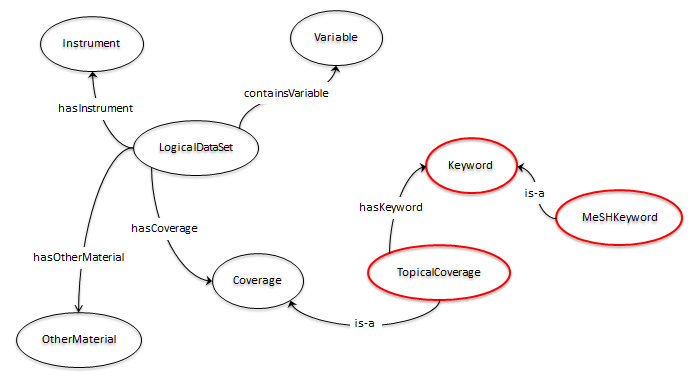 Variable
Instrument
containsVariable
hasInstrument
LogicalDataSet
Keyword
is-a
hasKeyword
MeSHKeyword
hasCoverage
hasOtherMaterial
TopicalCoverage
Coverage
is-a
OtherMaterial